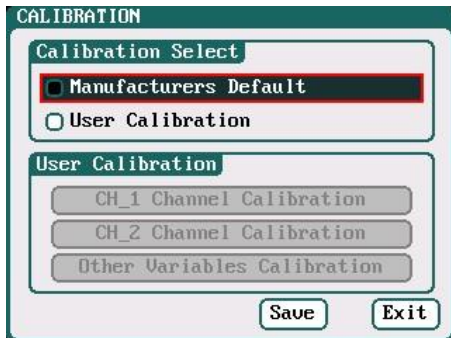 CALIBRATION
Calibration Select
Manufacturers Default
User Calibration
User Calibration
CH_1 Channel Calibration
CH_2 Channel Calibration
Other Variables Calibration
Save Exit